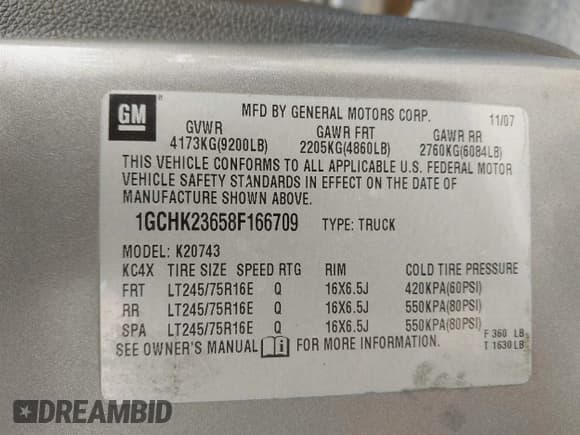 GM
®
MFD BY GENERAL MOTORS CORP. 11/07
GVWR GAWR FRT GAWR RR
4173KG(9200LB) 2205KG(4860LB) 2760KG(6084LB)
THIS VEHICLE CONFORMS TO ALL APPLICABLE U.S. FEDERAL MOTOR
VEHICLE SAFETY STANDARDS IN EFFECT ON THE DATE OF
MANUFACTURE SHOWN ABOVE.
1GCHK23658F166709 TYPE: TRUCK
MODEL: K20743
KC4X TIRE SIZE SPEED RTG RIM COLD TIRE PRESSURE
FRT LT245/75R16E Q 16X6.5J 420KPA(60PSI)
RR LT245/75R16E Q 16X6.5J 550KPA(80PSI)
SPA LT245/75R16E Q 16X6.5J 550KPA(80PSI)
F 360 LB
SEE OWNER'S MANUAL i FOR MORE INFORMATION. T 1630LB
DREAMBID